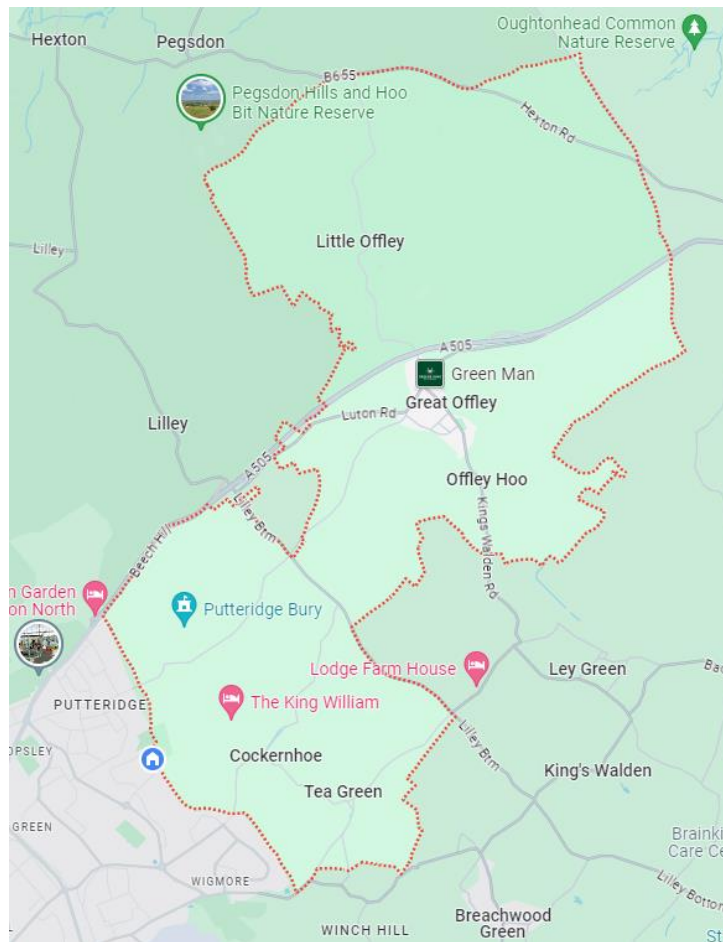 Oughtonhead Common
Nature Reserve
Hexton
Pegsdon
B655
Pegsdon Hills and Hoo
Bit Nature Reserve
Hexton Rd
Little Offley
Lilley
A505
Green Man
Great Offley
Luton Rd
Lilley
A505
Offley Hoo
Lilley Btm
Kings Walden Rd
Beech Hill
n Garden
on North
Putteridge Bury
Lodge Farm House
Ley Green
PUTTERIDGE
The King William
Lilley Btm
OPSLEY
Cockernhoe
King's Walden
Tea Green
GREEN
Braink
Care Ce
WIGMORE
Lilley Botto
Breachwood
Green
WINCH HILL
St